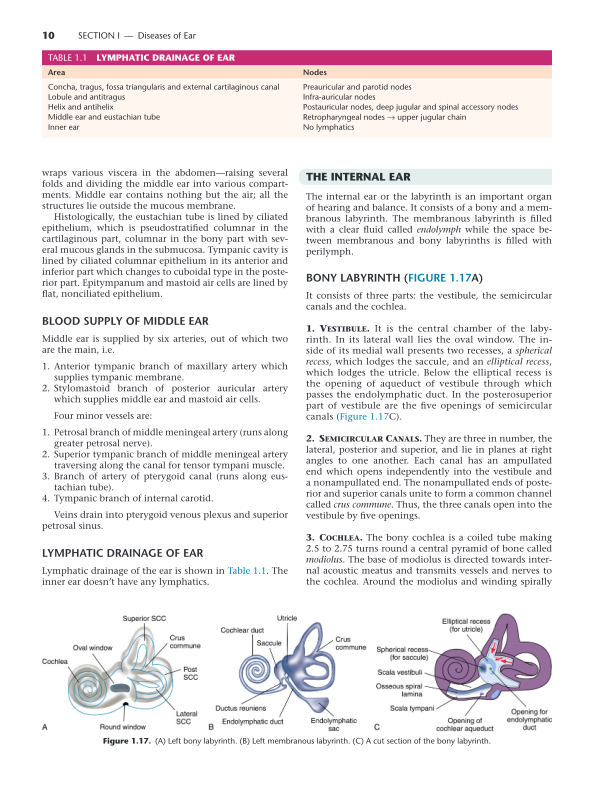 10 SECTION I — Diseases of Ear
TABLE 1.1 LYMPHATIC DRAINAGE OF EAR
Area Nodes
Concha, tragus, fossa triangularis and external cartilaginous canal Preauricular and parotid nodes
Lobule and antitragus Infra-auricular nodes
Helix and antihelix Postauricular nodes, deep jugular and spinal accessory nodes
Middle ear and eustachian tube Retropharyngeal nodes → upper jugular chain
Inner ear No lymphatics
wraps various viscera in the abdomen—raising several
folds and dividing the middle ear into various compart-
ments. Middle ear contains nothing but the air; all the
structures lie outside the mucous membrane.
Histologically, the eustachian tube is lined by ciliated
epithelium, which is pseudostratified columnar in the
cartilaginous part, columnar in the bony part with sev-
eral mucous glands in the submucosa. Tympanic cavity is
lined by ciliated columnar epithelium in its anterior and
inferior part which changes to cuboidal type in the poste-
rior part. Epitympanum and mastoid air cells are lined by
flat, nonciliated epithelium.
BLOOD SUPPLY OF MIDDLE EAR
Middle ear is supplied by six arteries, out of which two
are the main, i.e.
1. Anterior tympanic branch of maxillary artery which
supplies tympanic membrane.
2. Stylomastoid branch of posterior auricular artery
which supplies middle ear and mastoid air cells.
Four minor vessels are:
1. Petrosal branch of middle meningeal artery (runs along
greater petrosal nerve).
2. Superior tympanic branch of middle meningeal artery
traversing along the canal for tensor tympani muscle.
3. Branch of artery of pterygoid canal (runs along eus-
tachian tube).
4. Tympanic branch of internal carotid.
Veins drain into pterygoid venous plexus and superior
petrosal sinus.
LYMPHATIC DRAINAGE OF EAR
Lymphatic drainage of the ear is shown in Table 1.1. The
inner ear doesn't have any lymphatics.
THE INTERNAL EAR
The internal ear or the labyrinth is an important organ
of hearing and balance. It consists of a bony and a mem-
branous labyrinth. The membranous labyrinth is filled
with a clear fluid called endolymph while the space be-
tween membranous and bony labyrinths is filled with
perilymph.
BONY LABYRINTH (FIGURE 1.17A)
It consists of three parts: the vestibule, the semicircular
canals and the cochlea.
1. VESTIBULE. It is the central chamber of the laby-
rinth. In its lateral wall lies the oval window. The in-
side of its medial wall presents two recesses, a spherical
recess, which lodges the saccule, and an elliptical recess,
which lodges the utricle. Below the elliptical recess is
the opening of aqueduct of vestibule through which
passes the endolymphatic duct. In the posterosuperior
part of vestibule are the five openings of semicircular
canals (Figure 1.17C).
2. SEMICIRCULAR CANALS. They are three in number, the
lateral, posterior and superior, and lie in planes at right
angles to one another. Each canal has an ampullated
end which opens independently into the vestibule and
a nonampullated end. The nonampullated ends of poste-
rior and superior canals unite to form a common channel
called crus commune. Thus, the three canals open into the
vestibule by five openings.
3. COCHLEA. The bony cochlea is a coiled tube making
2.5 to 2.75 turns round a central pyramid of bone called
modiolus. The base of modiolus is directed towards inter-
nal acoustic meatus and transmits vessels and nerves to
the cochlea. Around the modiolus and winding spirally
Superior SCC
Crus
commune
Oval window
Cochlea
Post
SCC
Lateral
SCC
Round window
A
Utricle
Cochlear duct
Saccule
Crus
commune
Ductus reuniens
Endolymphatic duct
Endolymphatic
sac
B
Elliptical recess
(for utricle)
Spherical recess
(for saccule)
Scala vestibuli
Osseous spiral
lamina
Scala tympani
Opening of
cochlear aqueduct
Opening for
endolymphatic
duct
C
Figure 1.17. (A) Left bony labyrinth. (B) Left membranous labyrinth. (C) A cut section of the bony labyrinth.